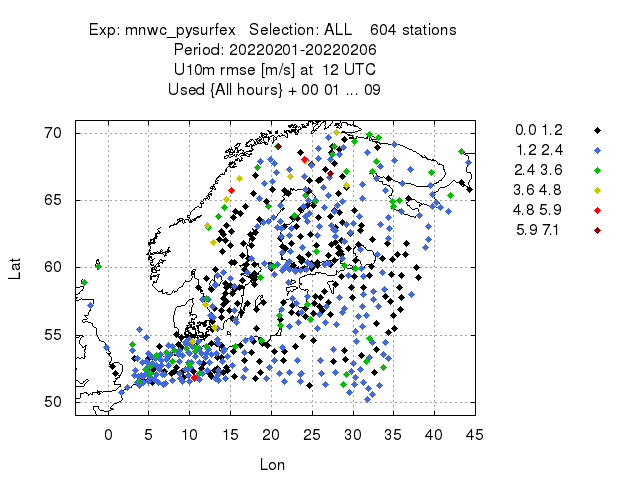 Exp: mnwc_pysurfex   Selection: ALL    604 stations
Period: 20220201-20220206
U10m rmse [m/s] at  12 UTC
Used {All hours} + 00 01 ... 09
0.0 1.2
1.2 2.4
2.4 3.6
3.6 4.8
4.8 5.9
5.9 7.1
Lat
70
65
60
55
50
0 5 10 15 20 25 30 35 40 45
Lon